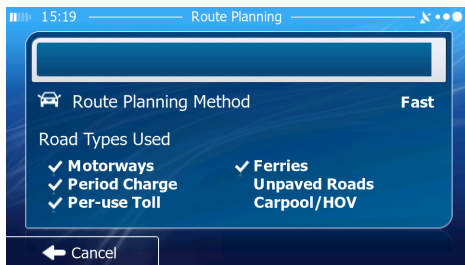 15:19 Route Planning
Route Planning Method Fast
Road Types Used
Motorways Ferries
Period Charge Unpaved Roads
Per-use Toll Carpool/HOV
Cancel